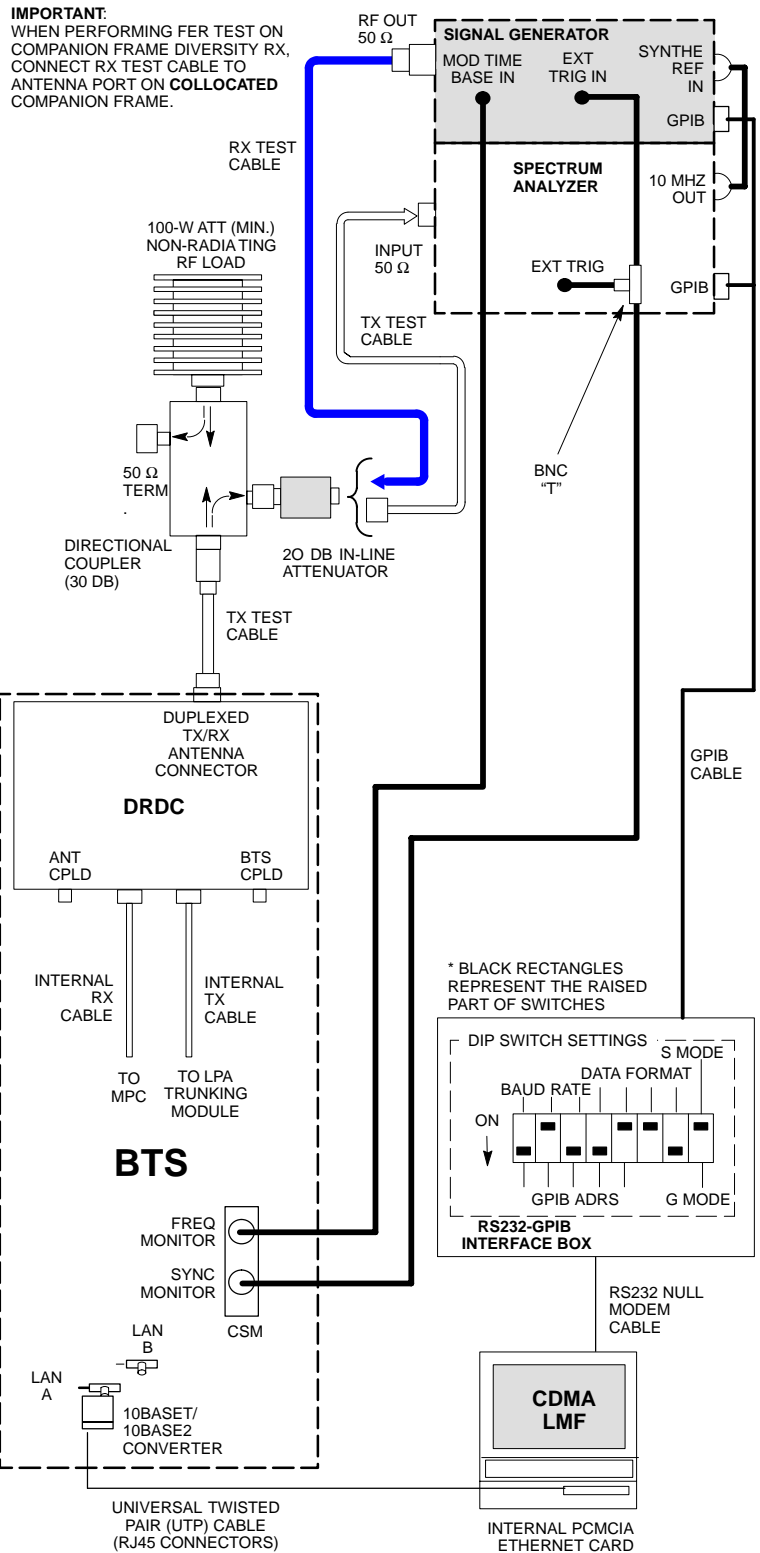 IMPORTANT:
WHEN PERFORMING FER TEST ON
COMPANION FRAME DIVERSITY RX,
CONNECT RX TEST CABLE TO
ANTENNA PORT ON COLLOCATED
COMPANION FRAME.
RF OUT
50 Ω
SIGNAL GENERATOR
MOD TIME
BASE IN
EXT
TRIG IN
SYNTHE
REF
IN
GPIB
RX TEST
CABLE
SPECTRUM
ANALYZER
10 MHZ
OUT
100-W ATT (MIN.)
NON-RADIA TING
RF LOAD
INPUT
50 Ω
EXT TRIG
GPIB
TX TEST
CABLE
BNC
“T”
50 Ω
TERM
.
DIRECTIONAL
COUPLER
(30 DB)
2O DB IN-LINE
ATTENUATOR
TX TEST
CABLE
DUPLEXED
TX/RX
ANTENNA
CONNECTOR
DRDC
GPIB
CABLE
ANT
CPLD
BTS
CPLD
INTERNAL
RX
CABLE
INTERNAL
TX
CABLE
TO
MPC
TO LPA
TRUNKING
MODULE
* BLACK RECTANGLES
REPRESENT THE RAISED
PART OF SWITCHES
DIP SWITCH SETTINGS
S MODE
DATA FORMAT
BAUD RATE
ON
GPIB ADRS
G MODE
RS232-GPIB
INTERFACE BOX
BTS
FREQ
MONITOR
SYNC
MONITOR
CSM
RS232 NULL
MODEM
CABLE
LAN
B
LAN
A
10BASET/
10BASE2
CONVERTER
CDMA
LMF
UNIVERSAL TWISTED
PAIR (UTP) CABLE
(RJ45 CONNECTORS)
INTERNAL PCMCIA
ETHERNET CARD